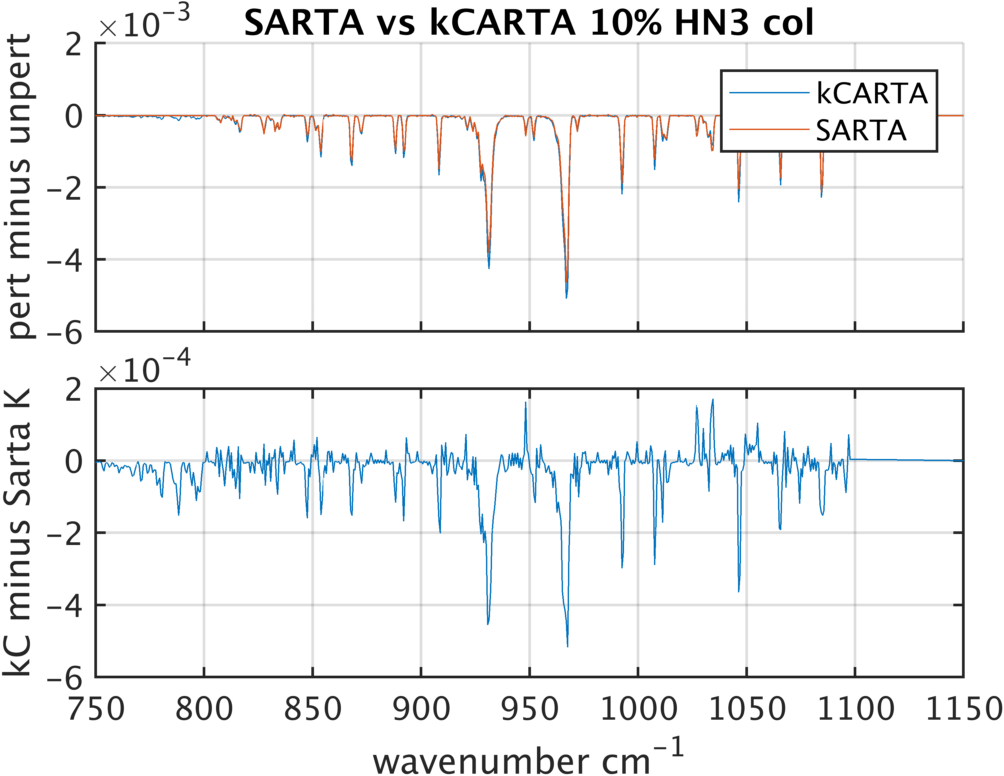 SARTA vs kCARTA 10% HN3 col
×10⁻³
pert minus unpert
2
0
−2
−4
−6
kCARTA
SARTA
×10⁻⁴
kC minus Sarta K
2
0
−2
−4
−6
750 800 850 900 950 1000 1050 1100 1150
wavenumber cm⁻¹